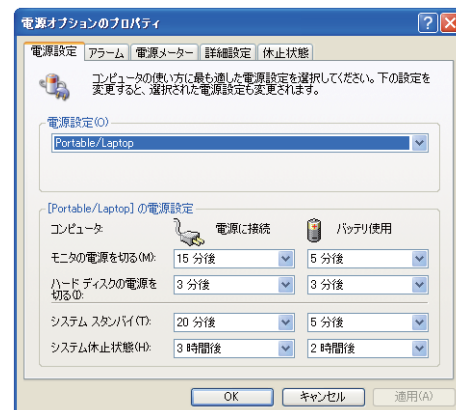 電源オプションのプロパティ
電源設定 アラーム 電源メーター 詳細設定 休止状態
コンピュータの使い方に最も適した電源設定を選択してください。下の設定を
変更すると、選択された電源設定も変更されます。
電源設定(O)
Portable/Laptop
[Portable/Laptop] の電源設定
コンピュータ: 電源に接続 バッテリ使用
モニタの電源を切る(M): 15 分後 5 分後
ハード ディスクの電源を
切る(I): 3 分後 3 分後
システム スタンバイ(T): 20 分後 5 分後
システム休止状態(H): 3 時間後 2 時間後
OK キャンセル 適用(A)